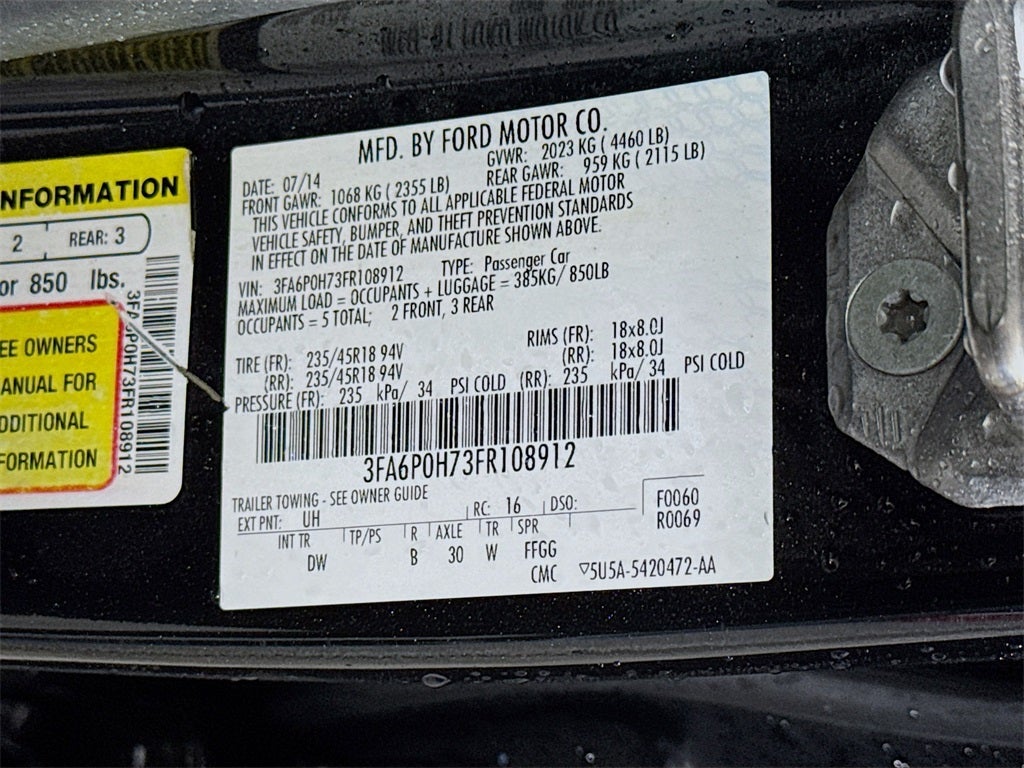 MFD. BY FORD MOTOR CO.
DATE: 07/14 GVWR: 2023 KG ( 4460 LB)
FRONT GAWR: 1068 KG ( 2355 LB) REAR GAWR: 959 KG ( 2115 LB)
THIS VEHICLE CONFORMS TO ALL APPLICABLE FEDERAL MOTOR
VEHICLE SAFETY, BUMPER, AND THEFT PREVENTION STANDARDS
IN EFFECT ON THE DATE OF MANUFACTURE SHOWN ABOVE.
VIN: 3FA6P0H73FR108912 TYPE: Passenger Car
MAXIMUM LOAD = OCCUPANTS + LUGGAGE = 385KG/ 850LB
OCCUPANTS = 5 TOTAL; 2 FRONT, 3 REAR
TIRE (FR): 235/45R18 94V RIMS (FR): 18x8.0J
(RR): 235/45R18 94V (RR): 18x8.0J
PRESSURE (FR): 235 kPa/ 34 PSI COLD (RR): 235 kPa/ 34 PSI COLD
3FA6P0H73FR108912
TRAILER TOWING - SEE OWNER GUIDE
EXT PNT: UH RC: 16 DSO: F0060
R0069
INT TR TP/PS R AXLE TR SPR
DW B 30 W FFGG
CMC ▽5U5A-5420472-AA
NFORMATION
2 REAR: 3
or 850 lbs.
EE OWNERS
ANUAL FOR
DDITIONAL
FORMATION
3FA6P0H73FR108912